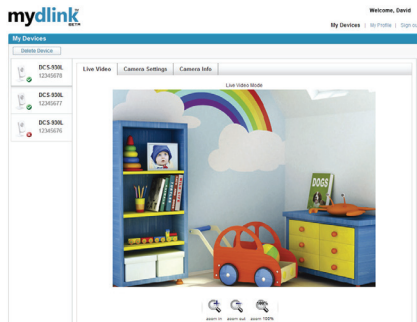 mydlink
BETA
Welcome, David
My Devices | My Profile | Sign ou
My Devices
Delete Device
DCS-930L
12345678
DCS-930L
12345677
DCS-930L
12345676
Live Video
Camera Settings
Camera Info
Live Video Mode
DOGS
100%
zoom in
zoom out
zoom 100%